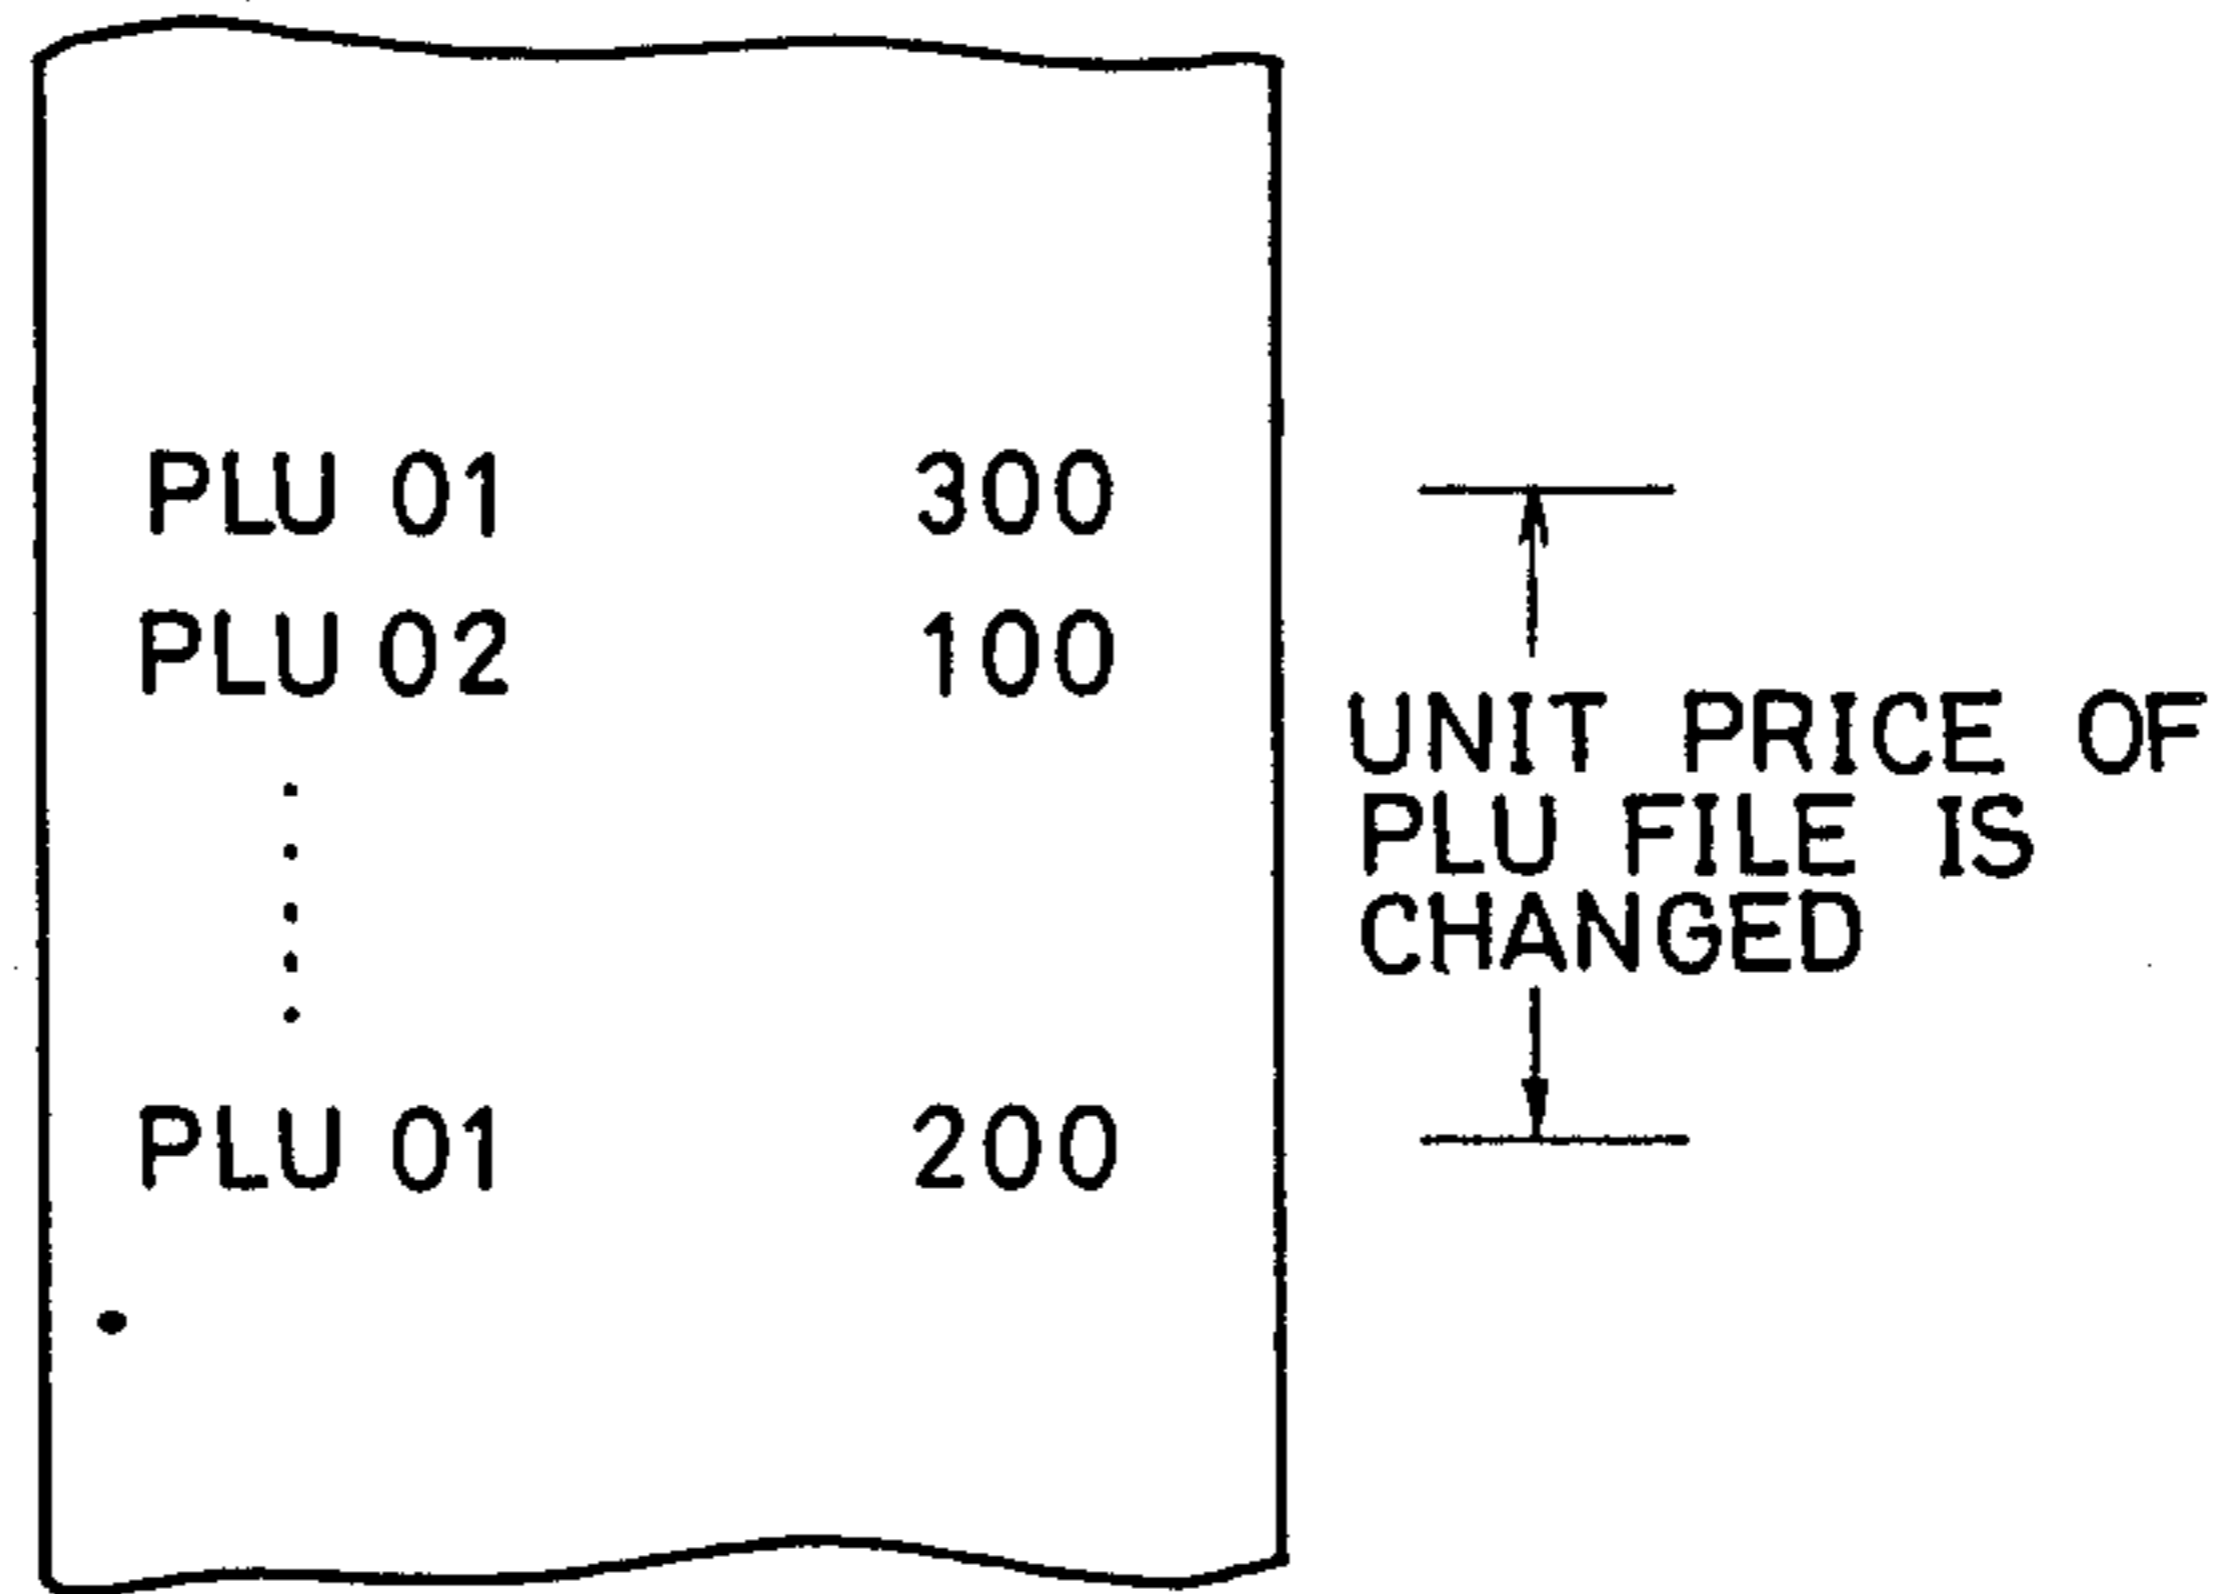 PLU 01 300
PLU 02 100
UNIT PRICE OF
PLU FILE IS
CHANGED
PLU 01 200